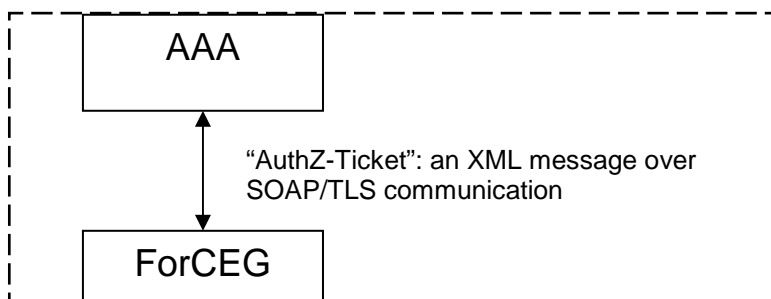 AAA
“AuthZ-Ticket”: an XML message over
SOAP/TLS communication
ForCEG